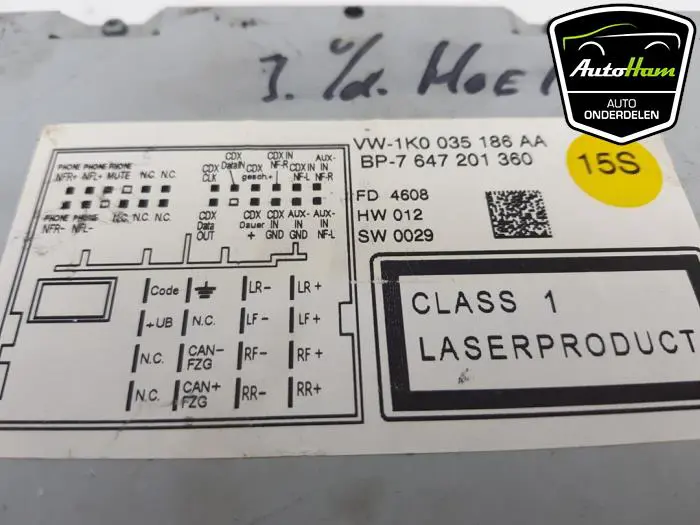 AutoHam
AUTO
ONDERDELEN
VW-1K0 035 186 AA
BP-7 647 201 360
15S
FD 4608
HW 012
SW 0029
CLASS 1
LASERPRODUCT
PHONE PHONE PHONE
NFR+ NFL+ MUTE N.C. N.C.
PHONE PHONE
NFR- NFL- N.C. N.C. N.C.
CDX CDX CDX CDX IN AUX-
CLK DataIN gesch.+ NF-R CDX IN IN
NF-L NF-R
CDX CDX CDX AUX- AUX-
Data Dauer IN IN IN
OUT + GND GND NF-L
Code LR- LR+
+UB N.C. LF- LF+
N.C. CAN- FZG RF- RF+
N.C. CAN+ FZG RR- RR+